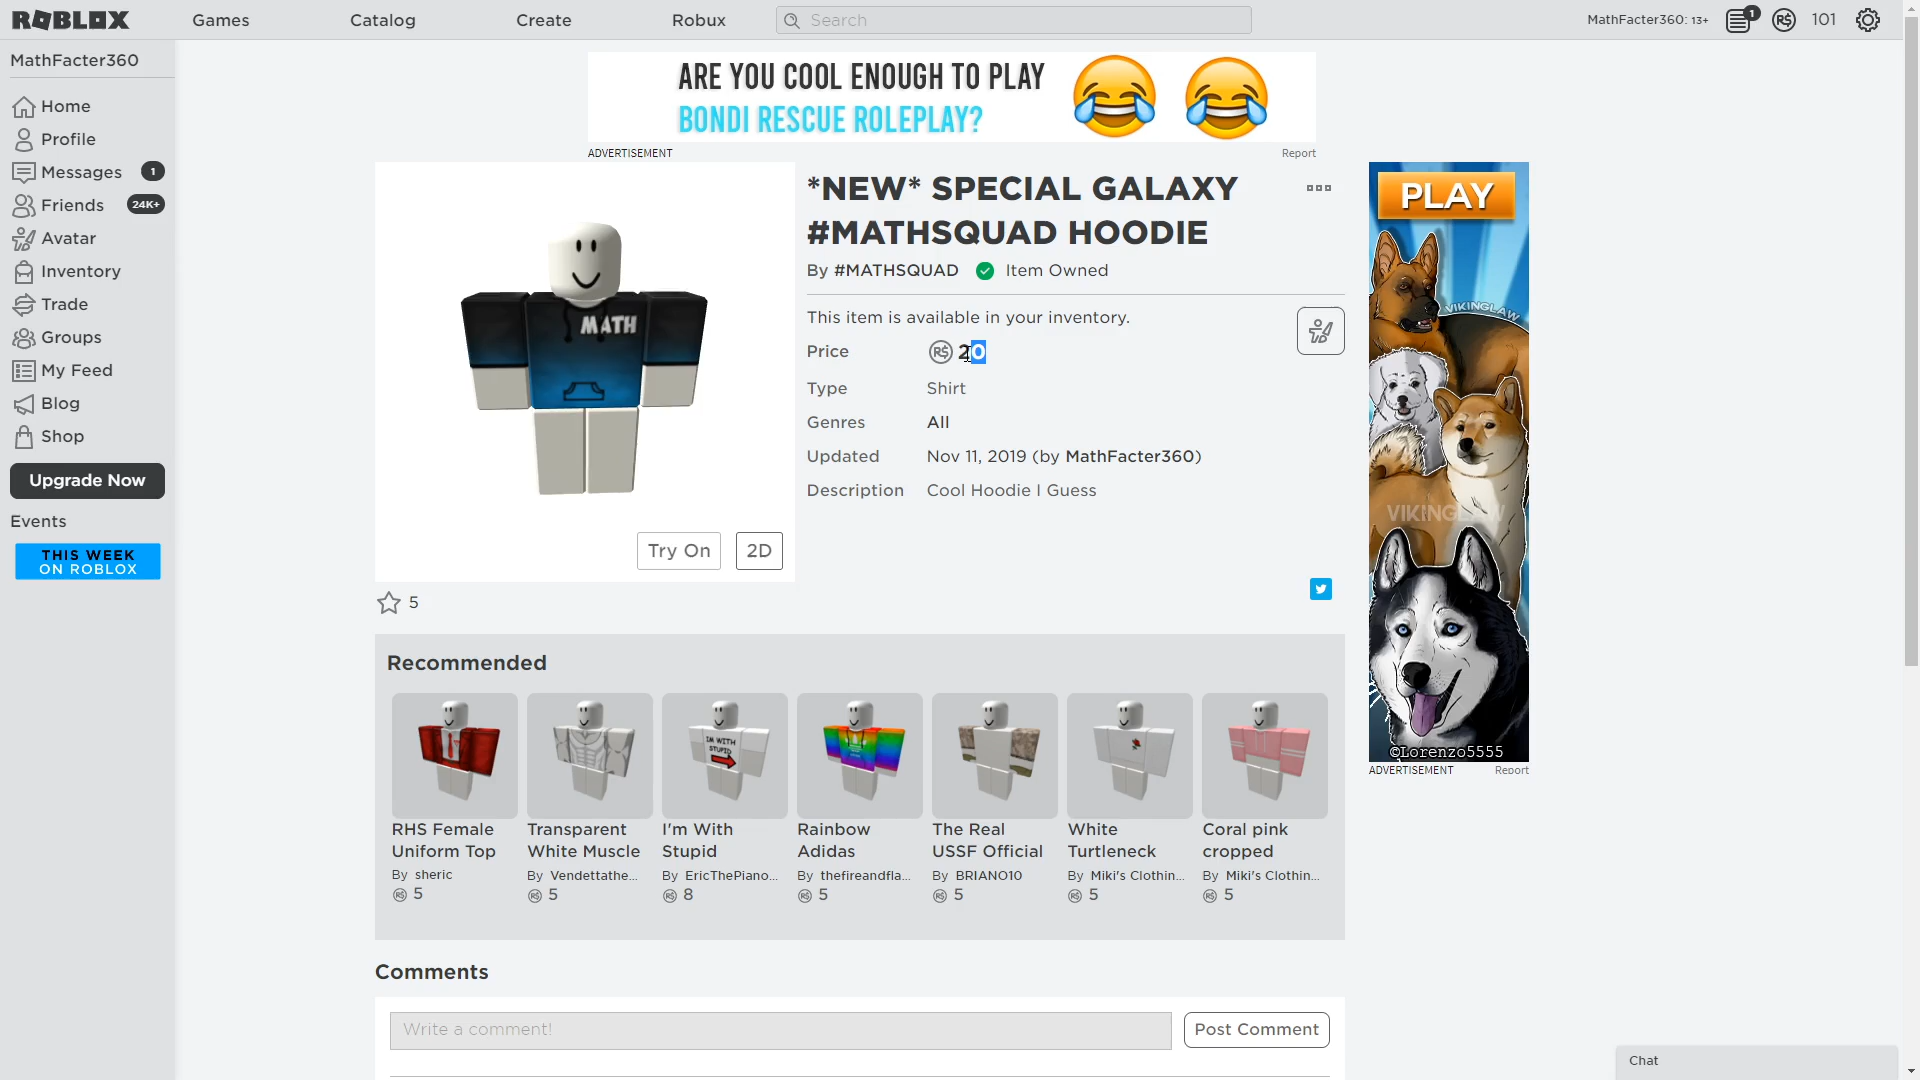 ROBLOX
Games
Catalog
Create
Robux
Search
MathFacter360: 13+
1
101
MathFacter360
Home
Profile
Messages
1
Friends
24K+
Avatar
Inventory
Trade
Groups
My Feed
Blog
Shop
Upgrade Now
Events
THIS WEEK
ON ROBLOX
ARE YOU COOL ENOUGH TO PLAY
BONDI RESCUE ROLEPLAY?
ADVERTISEMENT
Report
MATH
Try On
2D
5
*NEW* SPECIAL GALAXY
#MATHSQUAD HOODIE
By #MATHSQUAD Item Owned
This item is available in your inventory.
Price R$ 20
Type Shirt
Genres All
Updated Nov 11, 2019 (by MathFacter360)
Description Cool Hoodie I Guess
PLAY
VIKINGLAW
VIKINGLAW
©Lorenzo5555
ADVERTISEMENT
Report
Recommended
IM WITH
STUPID
RHS Female
Uniform Top
By sheric
R$ 5
Transparent
White Muscle
By Vendettathe...
R$ 5
I'm With
Stupid
By EricThePiano...
R$ 8
Rainbow
Adidas
By thefireandfla...
R$ 5
The Real
USSF Official
By BRIANO10
R$ 5
White
Turtleneck
By Miki's Clothin...
R$ 5
Coral pink
cropped
By Miki's Clothin...
R$ 5
Comments
Write a comment!
Post Comment
Chat